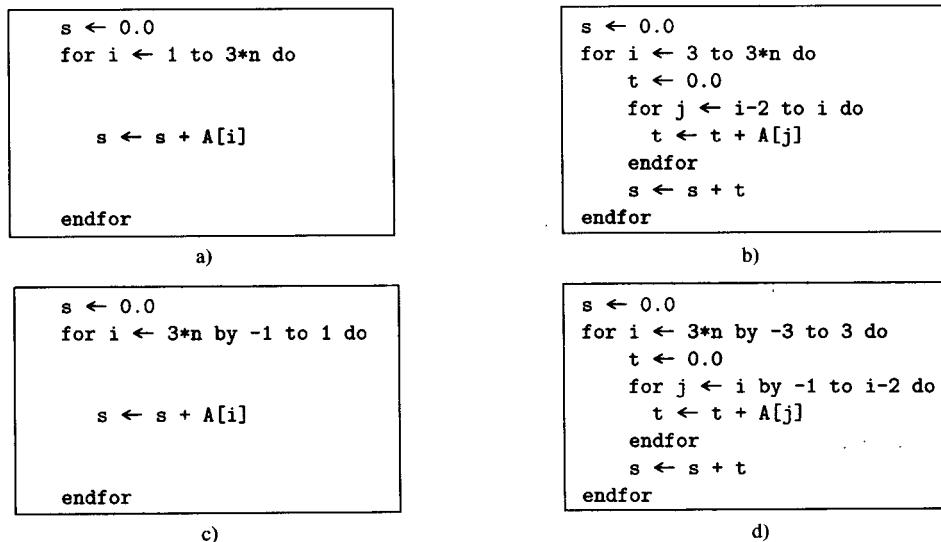 s ← 0.0
for i ← 1 to 3*n do
s ← s + A[i]
endfor
a)
s ← 0.0
for i ← 3 to 3*n do
t ← 0.0
for j ← i-2 to i do
t ← t + A[j]
endfor
s ← s + t
endfor
b)
s ← 0.0
for i ← 3*n by -1 to 1 do
s ← s + A[i]
endfor
c)
s ← 0.0
for i ← 3*n by -3 to 3 do
t ← 0.0
for j ← i by -1 to i-2 do
t ← t + A[j]
endfor
s ← s + t
endfor
d)